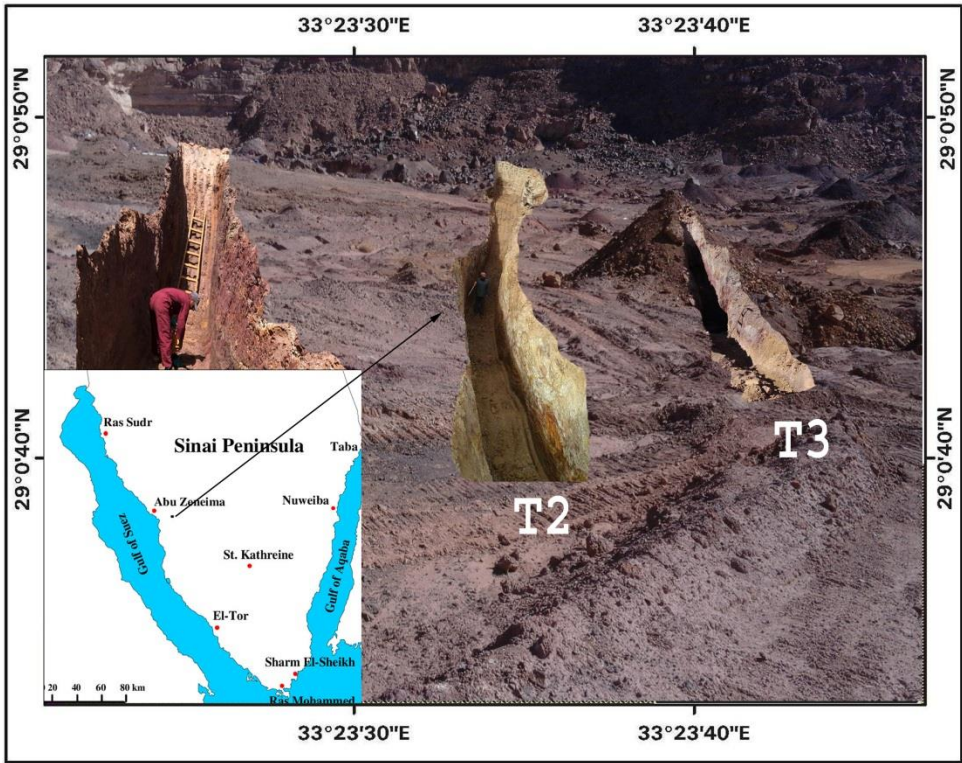 33°23'30"E
33°23'40"E
29°0'50"N
29°0'50"N
Ras Sudr
Sinai Peninsula
Taba
T3
29°0'40"N
29°0'40"N
Abu Zeneima
Nuweiba
T2
Gulf of Suez
St. Kathreine
Gulf of Aqaba
El-Tor
Sharm El-Sheikh
20 40 60 80 km
Ras Mohammed
33°23'30"E
33°23'40"E